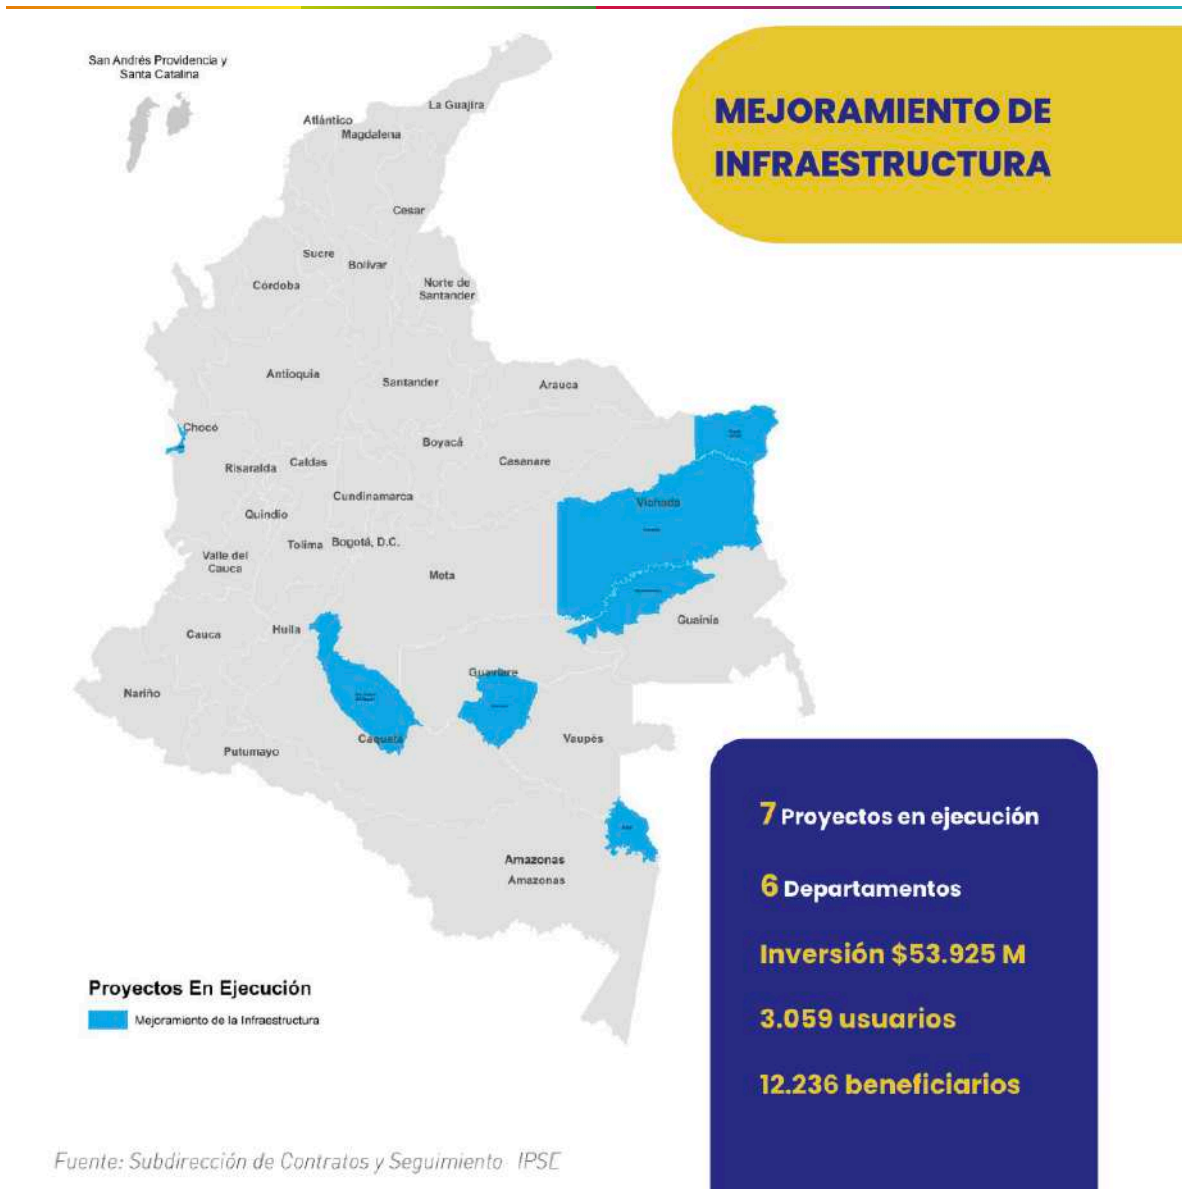 MEJORAMIENTO DE
INFRAESTRUCTURA
San Andrés Providencia y
Santa Catalina
La Guajira
Atlántico
Magdalena
Cesar
Sucre
Bolívar
Córdoba
Norte de
Santander
Antioquia
Santander
Arauca
Chocó
Boyacá
Risaralda
Caldas
Casanare
Cundinamarca
Vichada
Quindio
Tolima
Bogotá, D.C.
Valle del
Cauca
Meta
Guainía
Cauca
Huila
Guaviare
Nariño
Caquetá
Vaupés
Putumayo
Amazonas
Amazonas
7 Proyectos en ejecución
6 Departamentos
Inversión $53.925 M
3.059 usuarios
12.236 beneficiarios
Proyectos En Ejecución
Mejoramiento de la Infraestructura
Fuente: Subdirección de Contratos y Seguimiento IPSE